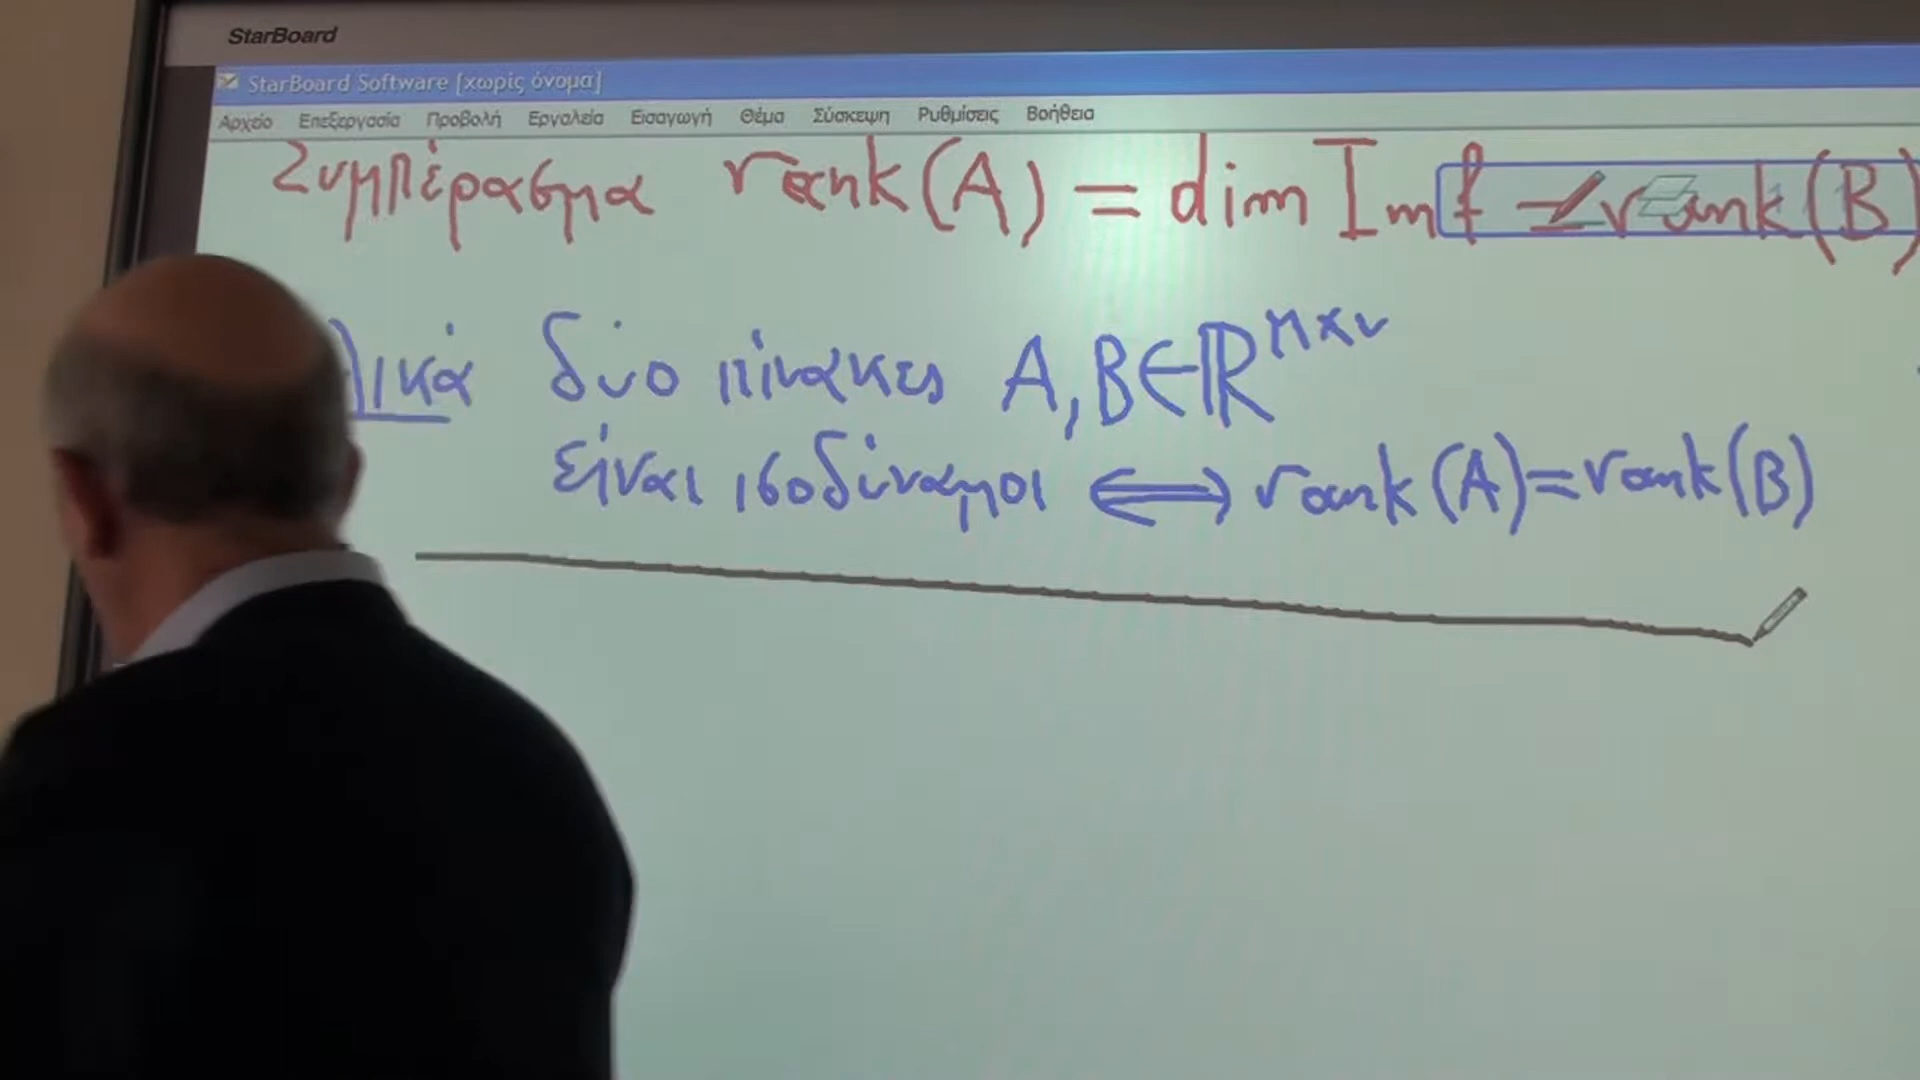 StarBoard
StarBoard Software [χωρίς όνομα]
Αρχείο Επεξεργασία Προβολή Εργαλεία Εισαγωγή Θέμα Σύσκεψη Ρυθμίσεις Βοήθεια
Συμπέρασμα rank(A) = dim Im f = rank(B)
λικά δύο πίνακες A, B ∈ ℝ^{μ×ν}
είναι ισοδύναμοι ⟺ rank(A) = rank(B)